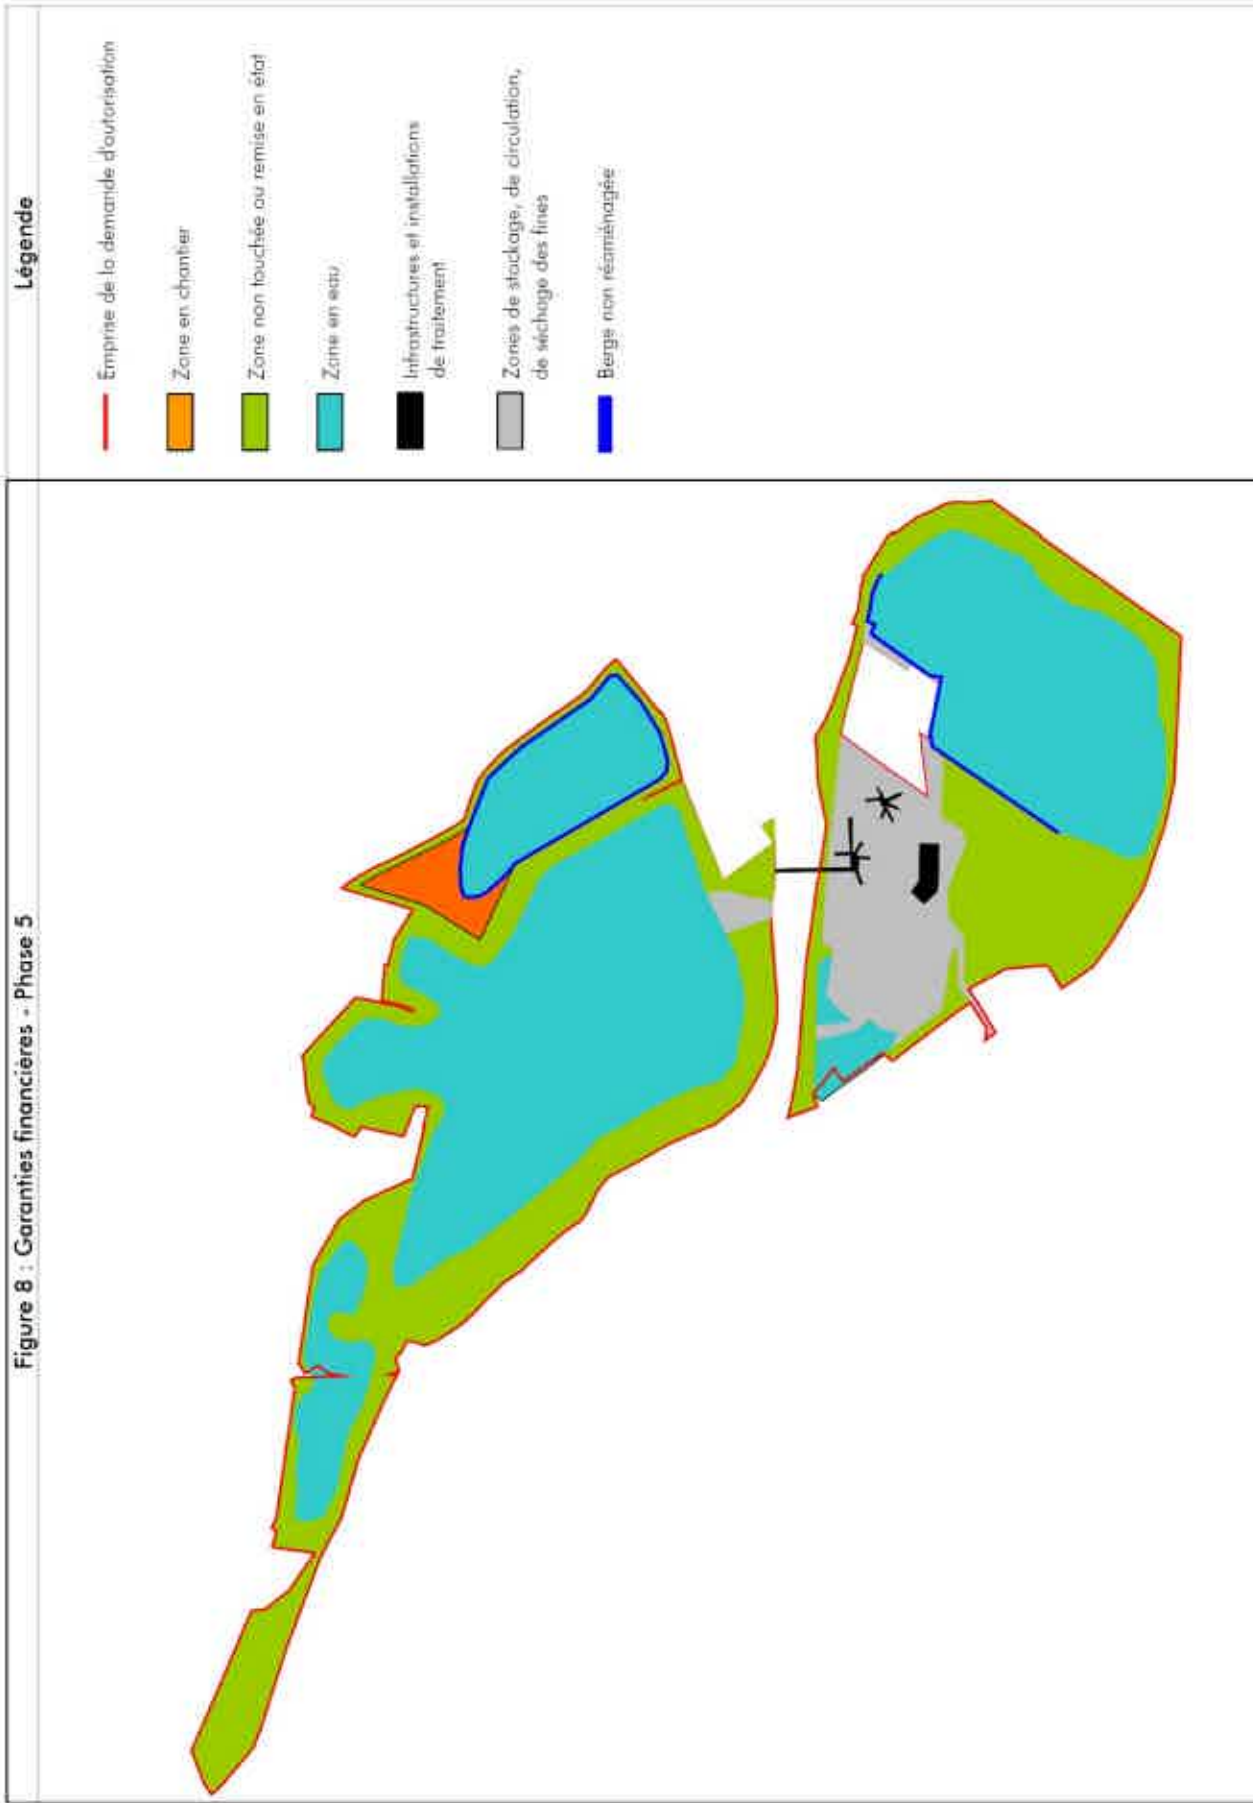 Figure 8 : Garanties financières - Phase 5
Légende
Emprise de la demande d'autorisation
Zone en chantier
Zone non touchée ou remise en état
Zone en eau
Infrastructures et installations
de traitement
Zones de stockage, de circulation,
de séchage des fines
Berge non réaménagée